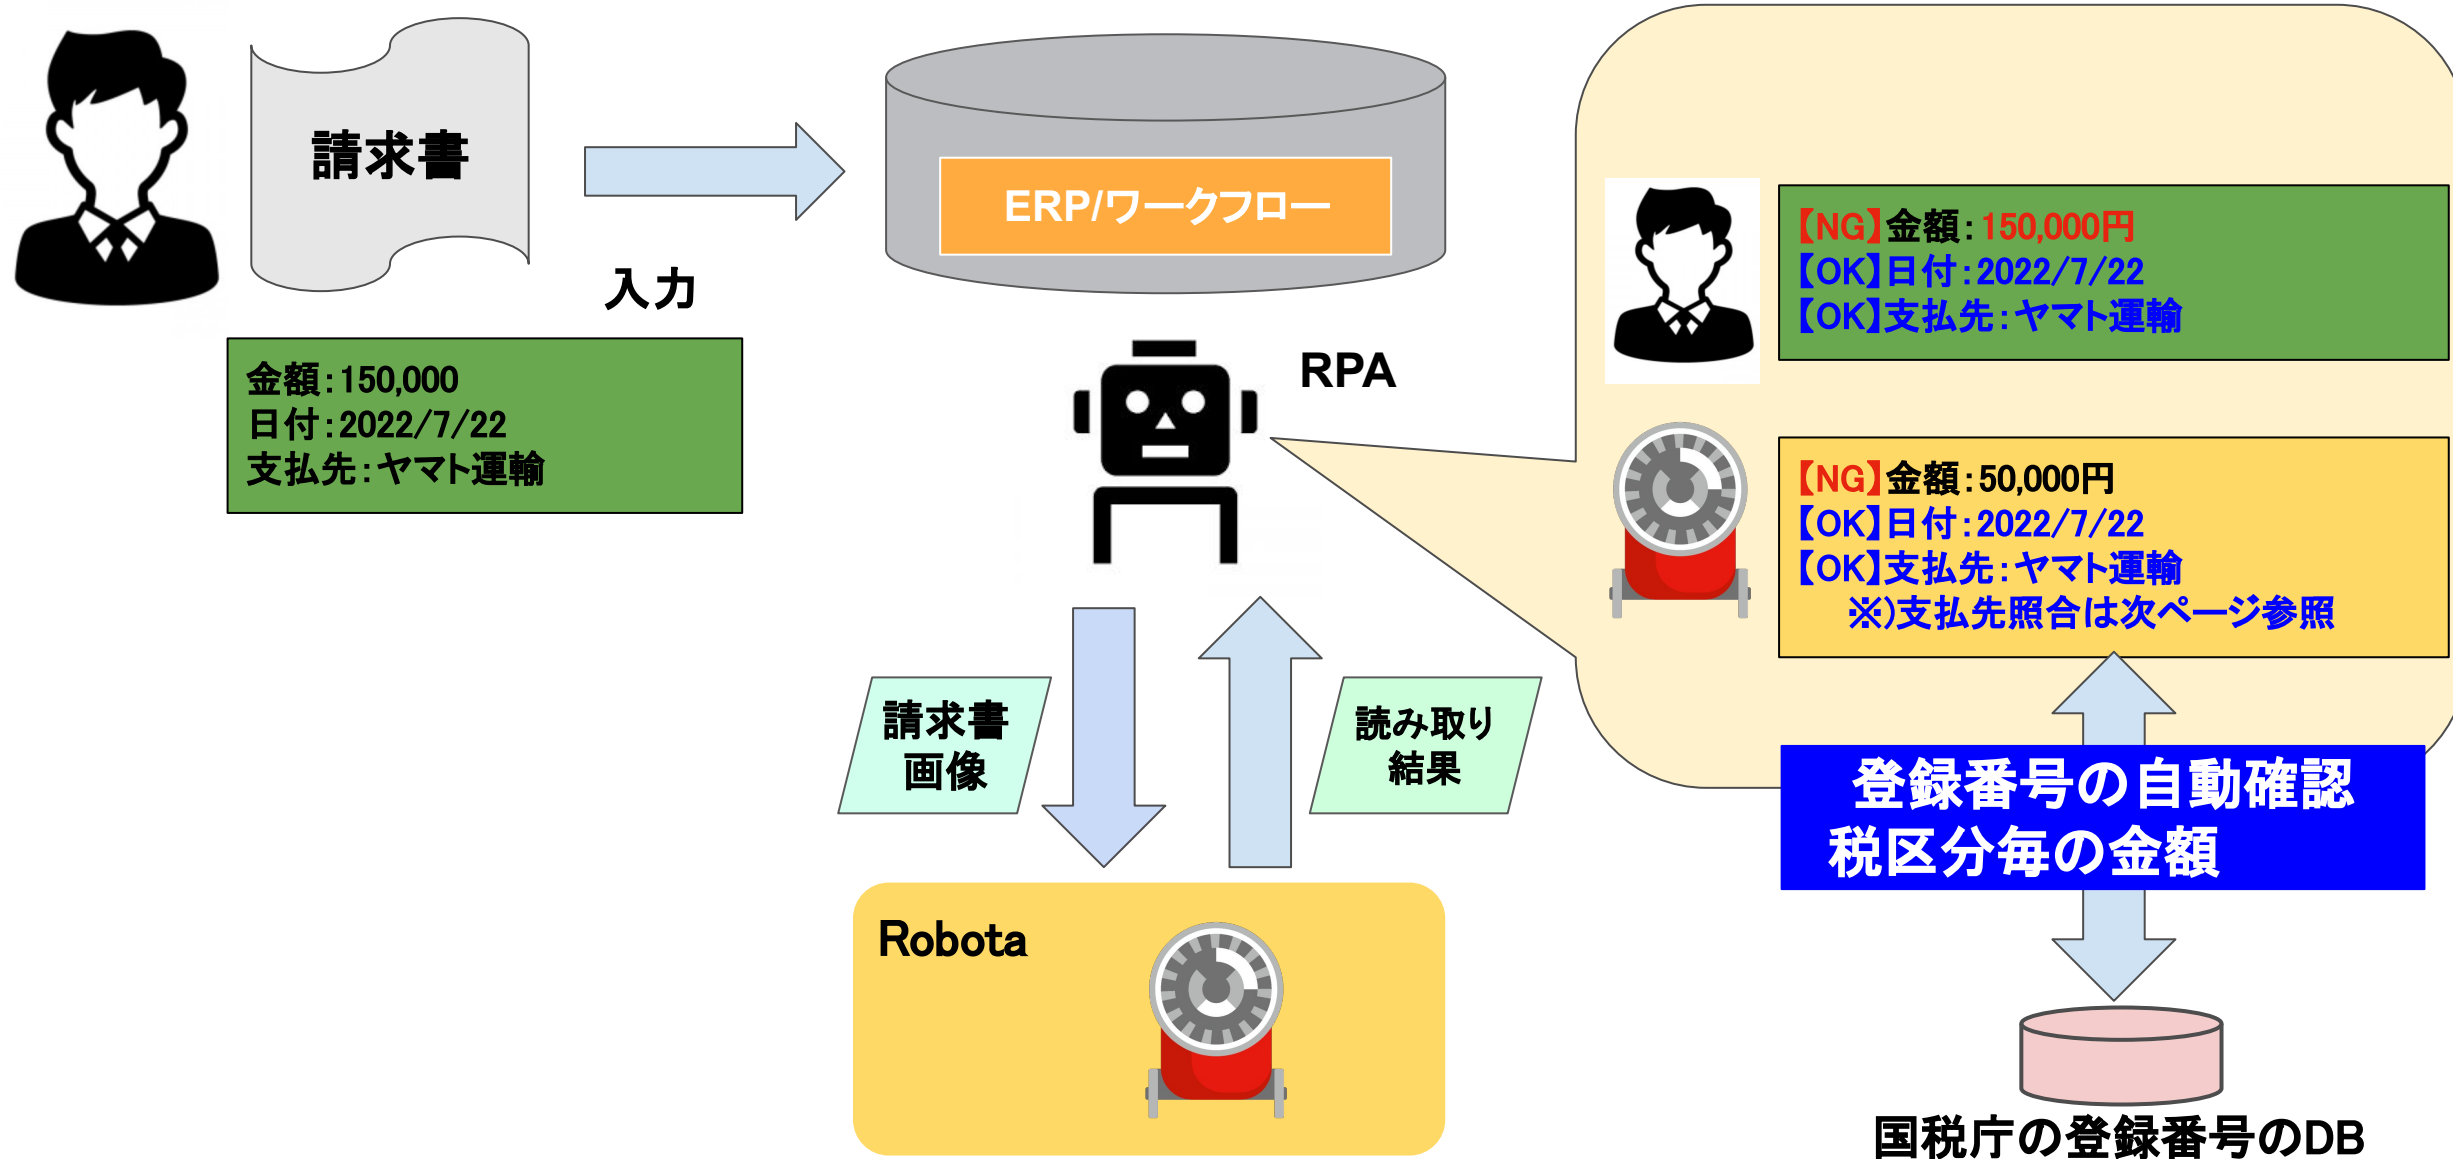 請求書
入力
金額：150,000
日付：2022/7/22
支払先：ヤマト運輸
ERP/ワークフロー
RPA
請求書
画像
読み取り
結果
Robota
【NG】金額：150,000円
【OK】日付：2022/7/22
【OK】支払先：ヤマト運輸
【NG】金額：50,000円
【OK】日付：2022/7/22
【OK】支払先：ヤマト運輸
※)支払先照合は次ページ参照
登録番号の自動確認
税区分毎の金額
国税庁の登録番号のDB